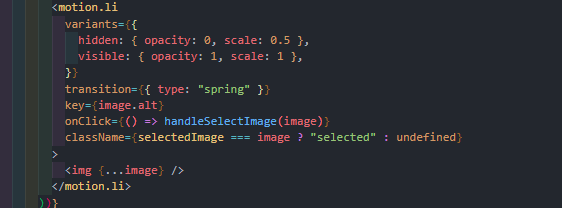 <motion.li
variants={{
hidden: { opacity: 0, scale: 0.5 },
visible: { opacity: 1, scale: 1 },
}}
transition={{ type: "spring" }}
key={image.alt}
onClick={() => handleSelectImage(image)}
className={selectedImage === image ? "selected" : undefined}
>
<img {...image} />
</motion.li>
))}